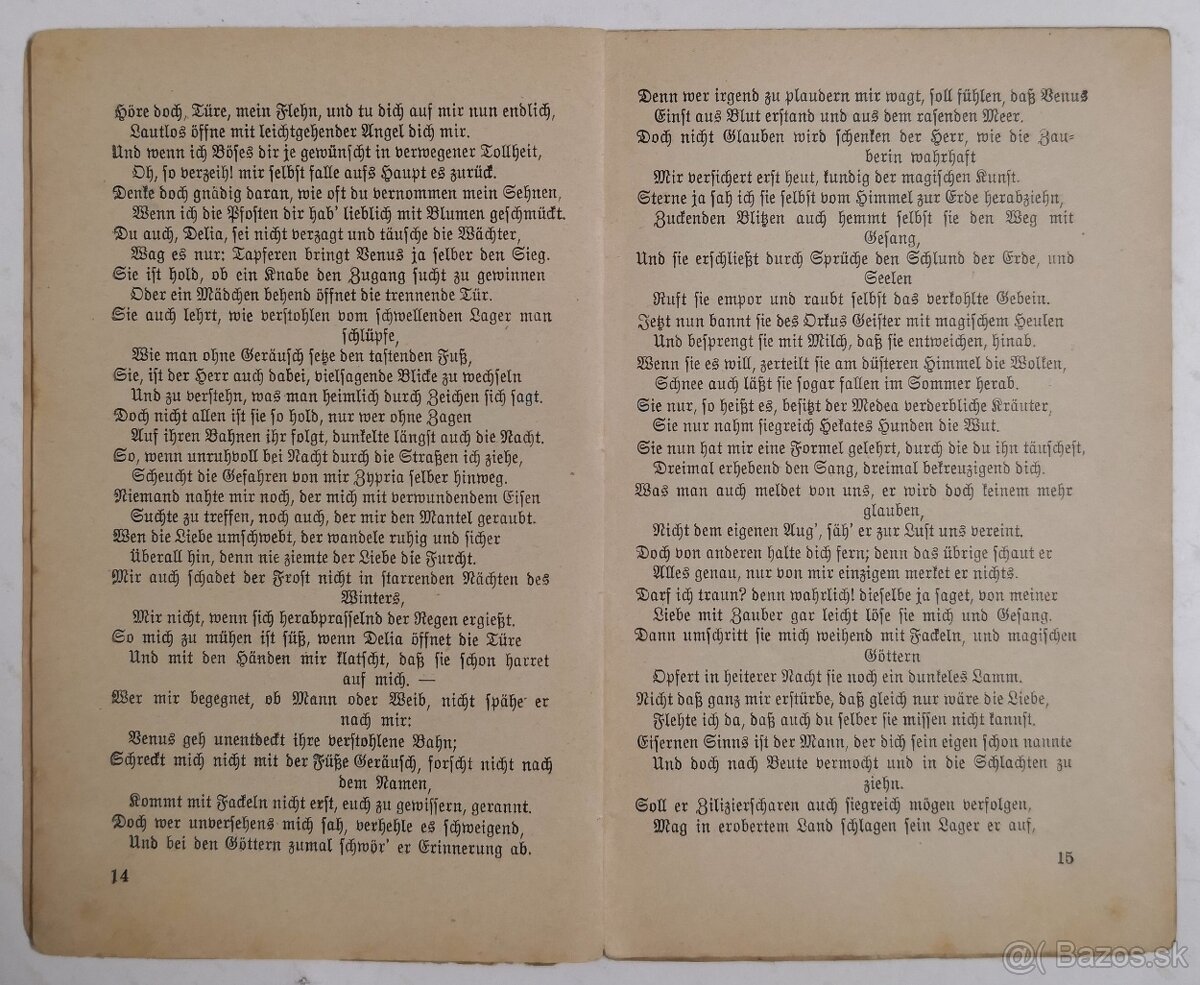 Höre doch, Türe, mein Flehn, und tu dich auf mir nun endlich,
Lautlos öffne mit leichtgehender Angel dich mir.
Und wenn ich Böses dir je gewünscht in verwegener Tollheit,
Oh, so verzeih! mir selbst falle aufs Haupt es zurück.
Denke doch gnädig daran, wie oft du vernommen mein Sehnen,
Wenn ich die Pfosten dir hab' lieblich mit Blumen geschmückt.
Du auch, Delia, sei nicht verzagt und täusche die Wächter,
Wag es nur: Tapferen bringt Venus ja selber den Sieg.
Sie ist hold, ob ein Knabe den Zugang sucht zu gewinnen
Oder ein Mädchen behend öffnet die trennende Tür.
Sie auch lehrt, wie verstohlen vom schwellenden Lager man
schlüpfe,
Wie man ohne Geräusch setze den tastenden Fuß,
Sie, ist der Herr auch dabei, vielsagende Blicke zu wechseln
Und zu verstehn, was man heimlich durch Zeichen sich sagt.
Doch nicht allen ist sie so hold, nur wer ohne Zagen
Auf ihren Bahnen ihr folgt, dunkelte längst auch die Nacht.
So, wenn unruhvoll bei Nacht durch die Straßen ich ziehe,
Scheucht die Gefahren von mir Zypria selber hinweg.
Niemand nahte mir noch, der mich mit verwundendem Eisen
Suchte zu treffen, noch auch, der mir den Mantel geraubt.
Wen die Liebe umschwebt, der wandele ruhig und sicher
Überall hin, denn nie ziemte der Liebe die Furcht.
Mir auch schadet der Frost nicht in starrenden Nächten des
Winters,
Mir nicht, wenn sich herabprasselnd der Regen ergießt.
So mich zu mühen ist süß, wenn Delia öffnet die Türe
Und mit den Händen mir klatscht, daß sie schon harret
auf mich. —
Wer mir begegnet, ob Mann oder Weib, nicht spähe er
nach mir:
Venus geh unentdeckt ihre verstohlene Bahn;
Schreckt mich nicht mit der Füße Geräusch, forscht nicht nach
dem Namen,
Kommt mit Fackeln nicht erst, euch zu gewissern, gerannt.
Doch wer unversehens mich sah, verhehle es schweigend,
Und bei den Göttern zumal schwör' er Erinnerung ab.
14
Denn wer irgend zu plaudern mir wagt, soll fühlen, daß Venus
Einst aus Blut erstand und aus dem rasenden Meer.
Doch nicht Glauben wird schenken der Herr, wie die Zau-
berin wahrhaft
Mir versichert erst heut, kundig der magischen Kunst.
Sterne ja sah ich sie selbst vom Himmel zur Erde herabziehn,
Zuckenden Blitzen auch hemmt selbst sie den Weg mit
Gesang,
Und sie erschließt durch Sprüche den Schlund der Erde, und
Seelen
Ruft sie empor und raubt selbst das verkohlte Gebein.
Jetzt nun bannt sie des Orkus Geister mit magischem Heulen
Und besprengt sie mit Milch, daß sie entweichen, hinab.
Wenn sie es will, zerteilt sie am düsteren Himmel die Wolken,
Schnee auch läßt sie sogar fallen im Sommer herab.
Sie nur, so heißt es, besitzt der Medea verderbliche Kräuter,
Sie nur nahm siegreich Hekates Hunden die Wut.
Sie nun hat mir eine Formel gelehrt, durch die du ihn täuschest,
Dreimal erhebend den Sang, dreimal bekreuzigend dich.
Was man auch meldet von uns, er wird doch keinem mehr
glauben,
Nicht dem eigenen Aug', säh' er zur Lust uns vereint.
Doch von anderen halte dich fern; denn das übrige schaut er
Alles genau, nur von mir einzigem merket er nichts.
Darf ich traun? denn wahrlich! dieselbe ja saget, von meiner
Liebe mit Zauber gar leicht löse sie mich und Gesang.
Dann umschritt sie mich weihend mit Fackeln, und magischen
Göttern
Opfert in heiterer Nacht sie noch ein dunkeles Lamm.
Nicht daß ganz mir erstürbe, daß gleich nur wäre die Liebe,
Flehte ich da, daß auch du selber sie missen nicht kannst.
Eisernen Sinns ist der Mann, der dich sein eigen schon nannte
Und doch nach Beute vermocht und in die Schlachten zu
ziehn.
Soll er Zilizierscharen auch siegreich mögen verfolgen,
Mag in erobertem Land schlagen sein Lager er auf,
15
@( Bazos.sk